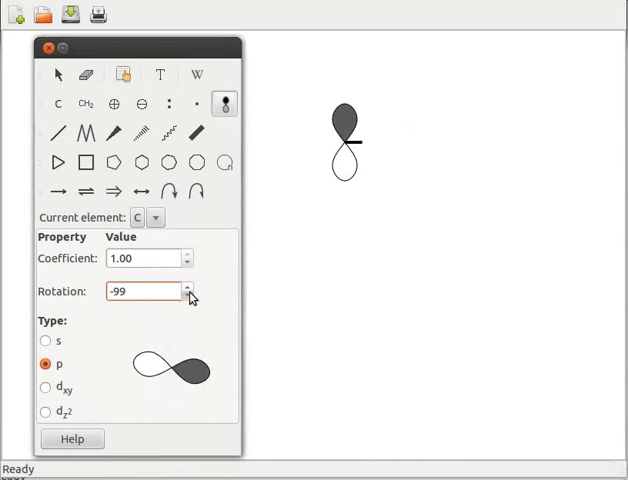 T W
C CH2
Current element: C
Property Value
Coefficient: 1.00
Rotation: -99
Type:
s
p
dxy
dz2
Help
Ready